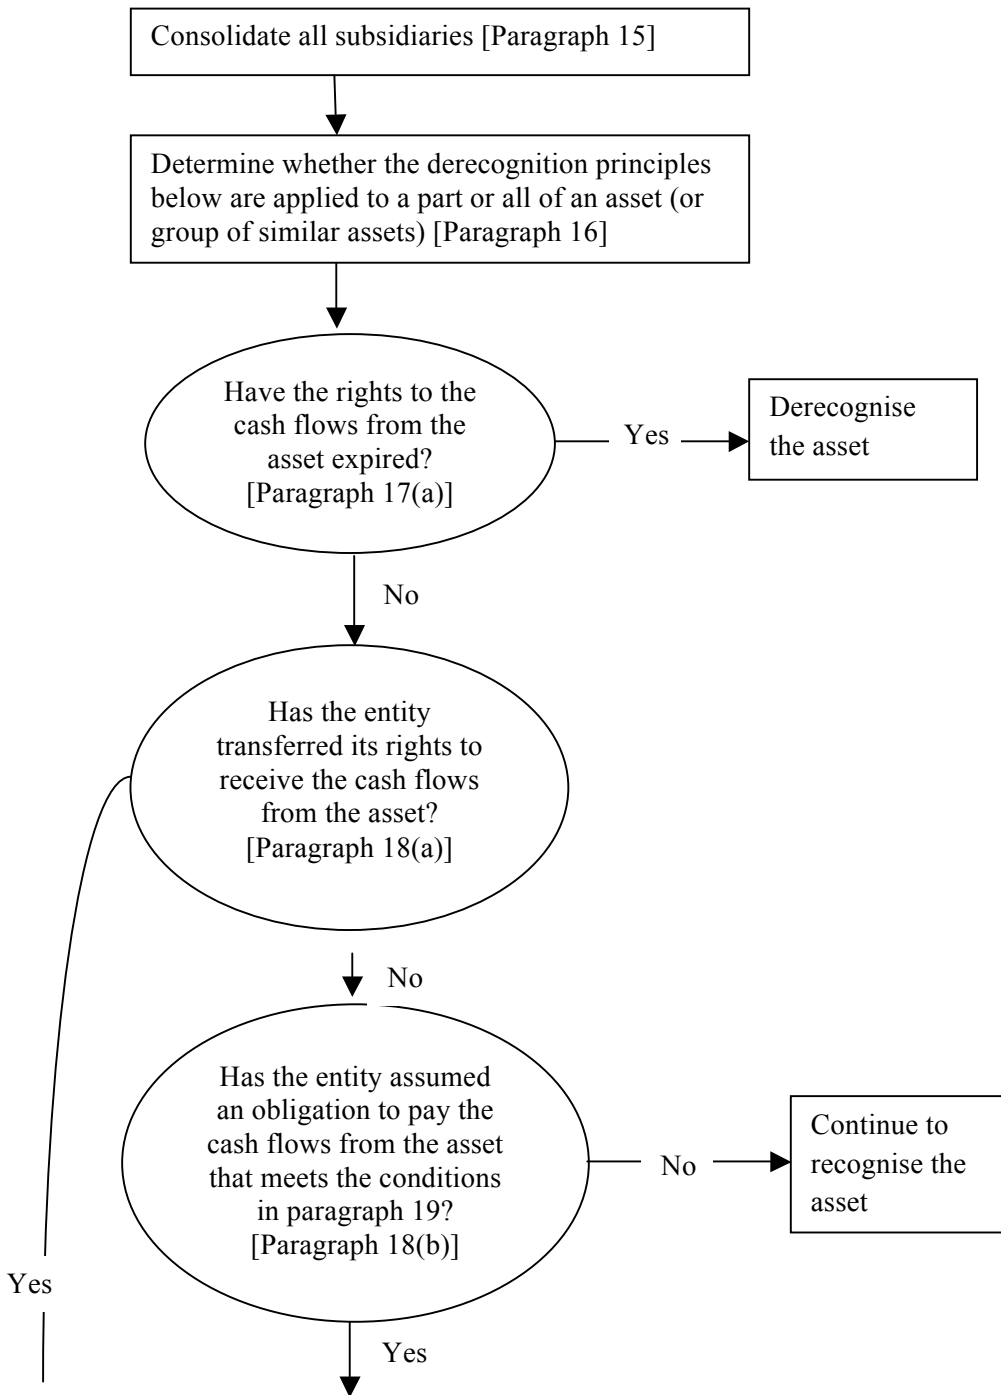 Consolidate all subsidiaries [Paragraph 15]
Determine whether the derecognition principles
below are applied to a part or all of an asset (or
group of similar assets) [Paragraph 16]
Have the rights to the
cash flows from the
asset expired?
[Paragraph 17(a)]
Yes
Derecognise
the asset
No
Has the entity
transferred its rights to
receive the cash flows
from the asset?
[Paragraph 18(a)]
No
Has the entity assumed
an obligation to pay the
cash flows from the asset
that meets the conditions
in paragraph 19?
[Paragraph 18(b)]
No
Continue to
recognise the
asset
Yes
Yes